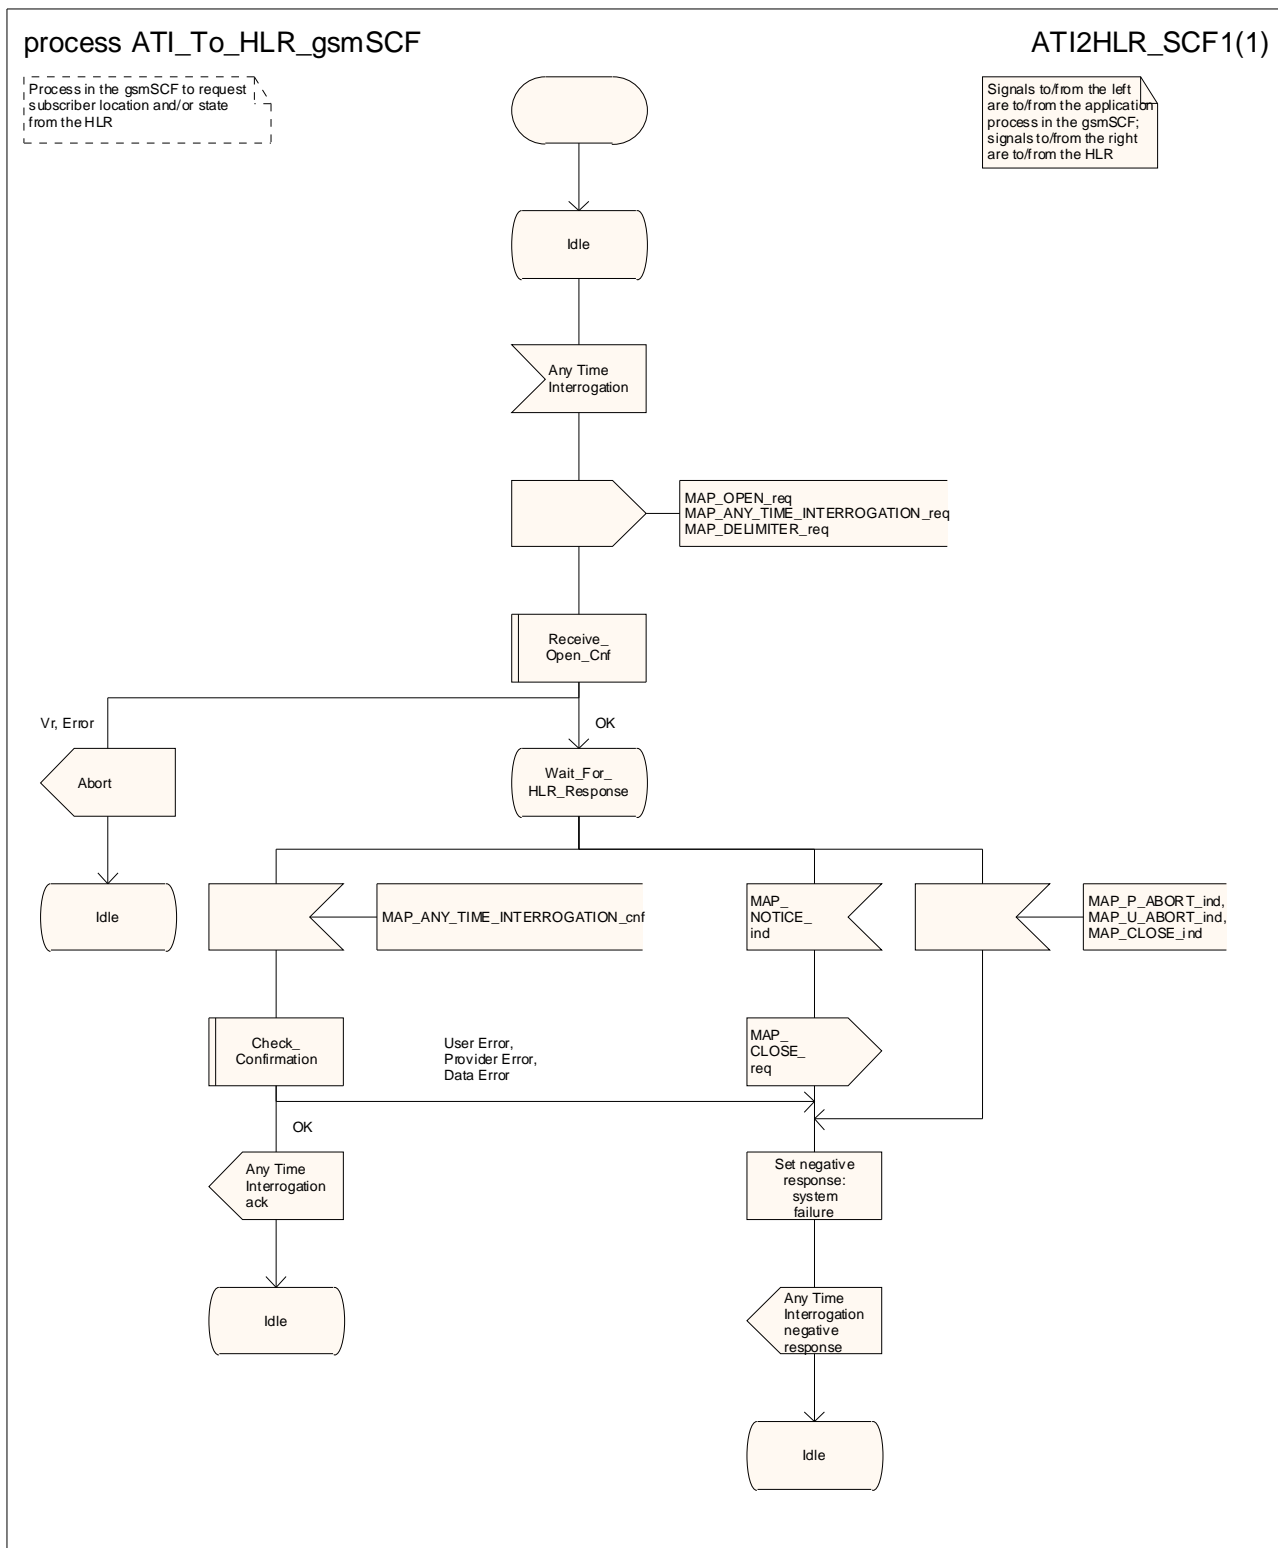 process ATI_To_HLR_gsmSCF
ATI2HLR_SCF1(1)
Process in the gsmSCF to request
subscriber location and/or state
from the HLR
Signals to/from the left
are to/from the application
process in the gsmSCF;
signals to/from the right
are to/from the HLR
Idle
Any Time
Interrogation
MAP_OPEN_req
MAP_ANY_TIME_INTERROGATION_req
MAP_DELIMITER_req
Receive_
Open_Cnf
Vr, Error
OK
Abort
Wait_For_
HLR_Response
Idle
MAP_ANY_TIME_INTERROGATION_cnf
MAP_
NOTICE_
ind
MAP_P_ABORT_ind,
MAP_U_ABORT_ind,
MAP_CLOSE_ind
Check_
Confirmation
User Error,
Provider Error,
Data Error
MAP_
CLOSE_
req
OK
Any Time
Interrogation
ack
Set negative
response:
system
failure
Idle
Any Time
Interrogation
negative
response
Idle